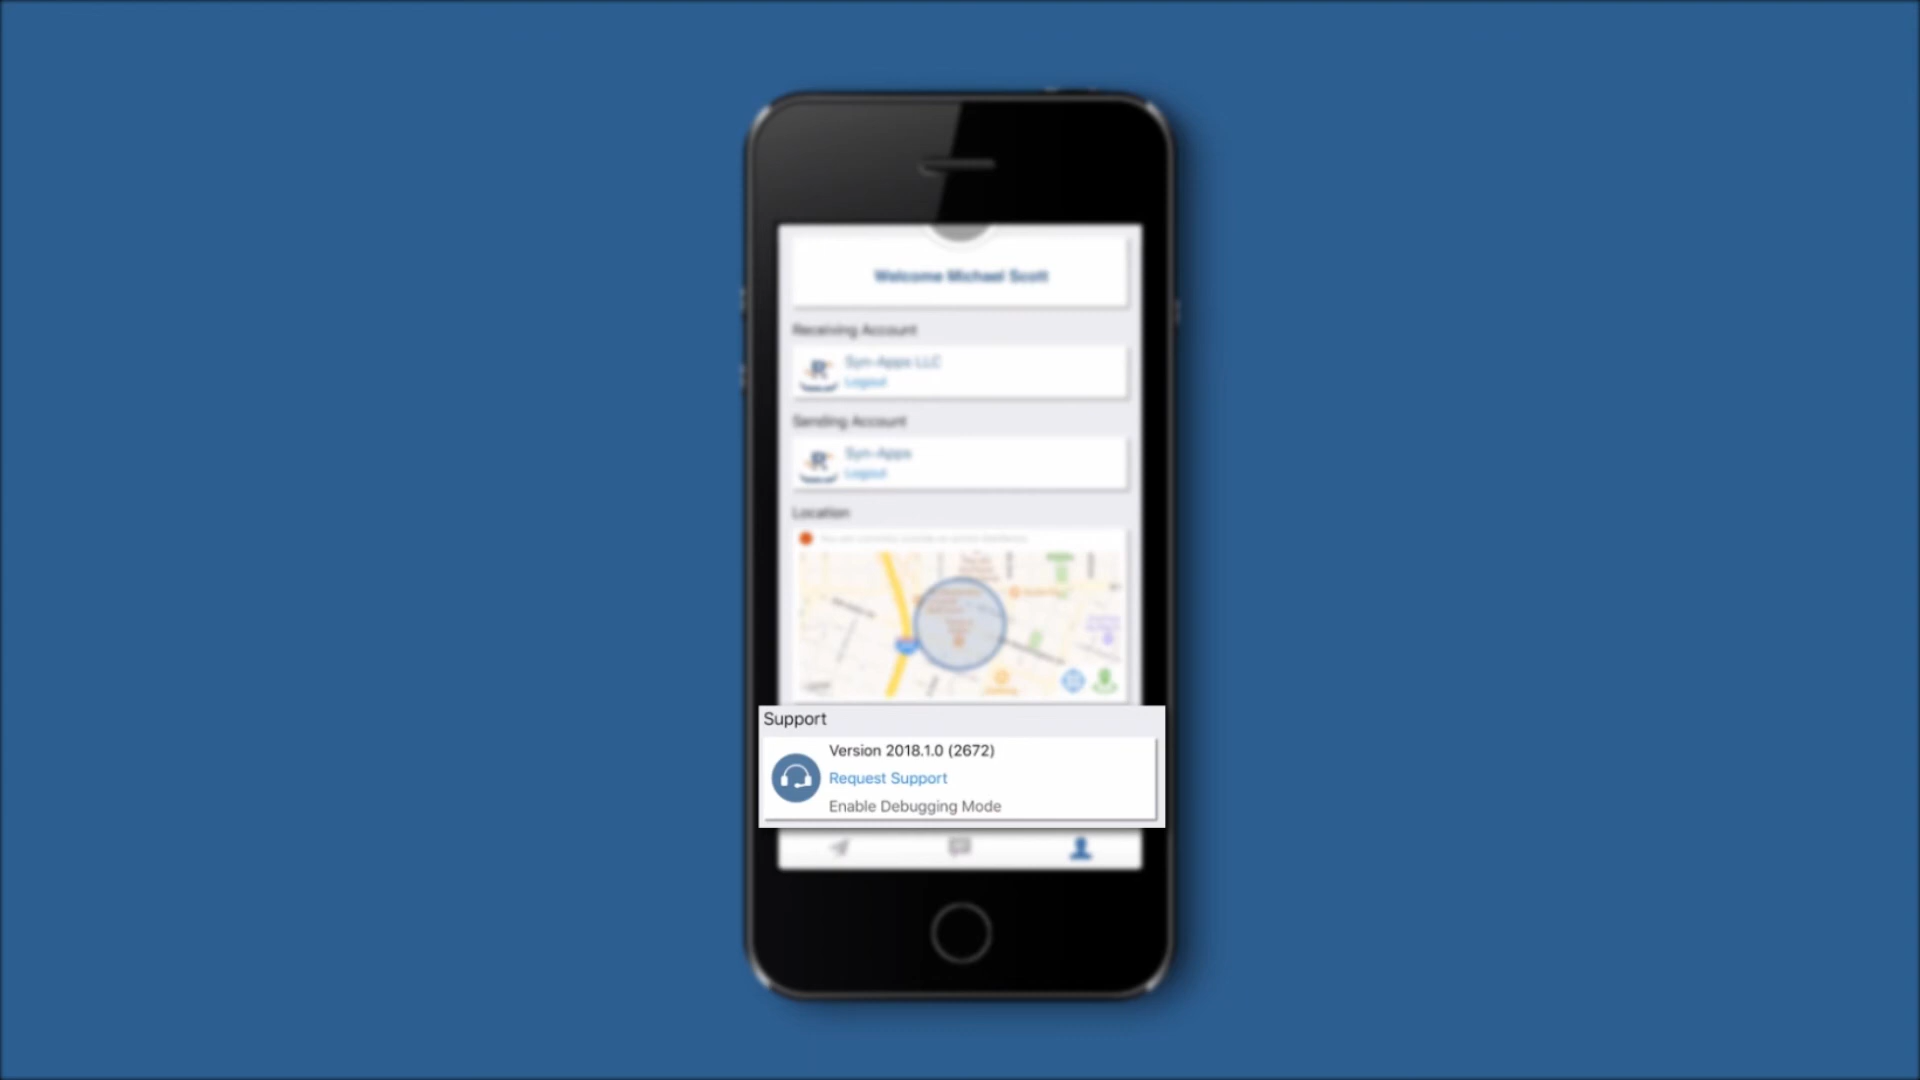 Welcome Michael Scott
Receiving Account
Syn-Apps LLC
Logout
Sending Account
Syn-Apps
Logout
Location
Support
Version 2018.1.0 (2672)
Request Support
Enable Debugging Mode